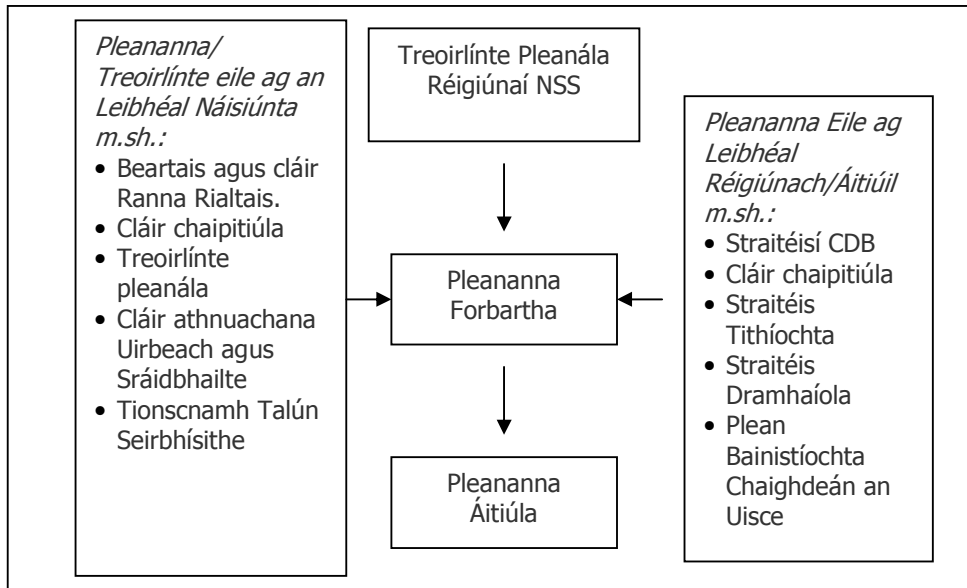 Pleananna/
Treoirlínte eile ag an
Leibhéal Náisiúnta
m.sh.:
• Beartais agus cláir
Ranna Rialtais.
• Cláir chaipitiúla
• Treoirlínte
pleanála
• Cláir athnuachana
Uirbeach agus
Sráidbhailte
• Tionscnamh Talún
Seirbhísithe
Treoirlínte Pleanála
Réigiúnaí NSS
Pleananna
Forbartha
Pleananna
Áitiúla
Pleananna Eile ag
Leibhéal
Réigiúnach/Áitiúil
m.sh.:
• Straitéisí CDB
• Cláir chaipitiúla
• Straitéis
Tithíochta
• Straitéis
Dramhaíola
• Plean
Bainistíochta
Chaighdeán an
Uisce